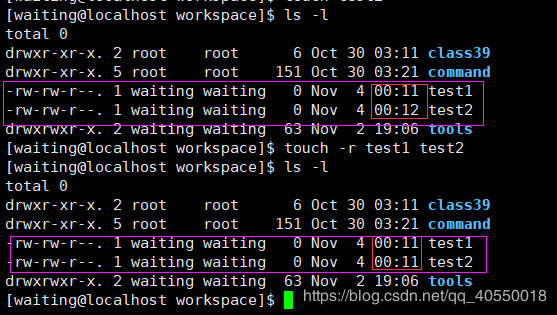 [waiting@localhost workspace]$ ls -l
total 0
drwxr-xr-x. 2 root    root      6 Oct 30 03:11 class39
drwxr-xr-x. 5 root    root    151 Oct 30 03:21 command
-rw-rw-r--. 1 waiting waiting   0 Nov  4 00:11 test1
-rw-rw-r--. 1 waiting waiting   0 Nov  4 00:12 test2
drwxrwxr-x. 2 waiting waiting  63 Nov  2 19:06 tools
[waiting@localhost workspace]$ touch -r test1 test2
[waiting@localhost workspace]$ ls -l
total 0
drwxr-xr-x. 2 root    root      6 Oct 30 03:11 class39
drwxr-xr-x. 5 root    root    151 Oct 30 03:21 command
-rw-rw-r--. 1 waiting waiting   0 Nov  4 00:11 test1
-rw-rw-r--. 1 waiting waiting   0 Nov  4 00:11 test2
drwxrwxr-x. 2 waiting waiting  63 Nov  2 19:06 tools
[waiting@localhost workspace]$
https://blog.csdn.net/qq_40550018